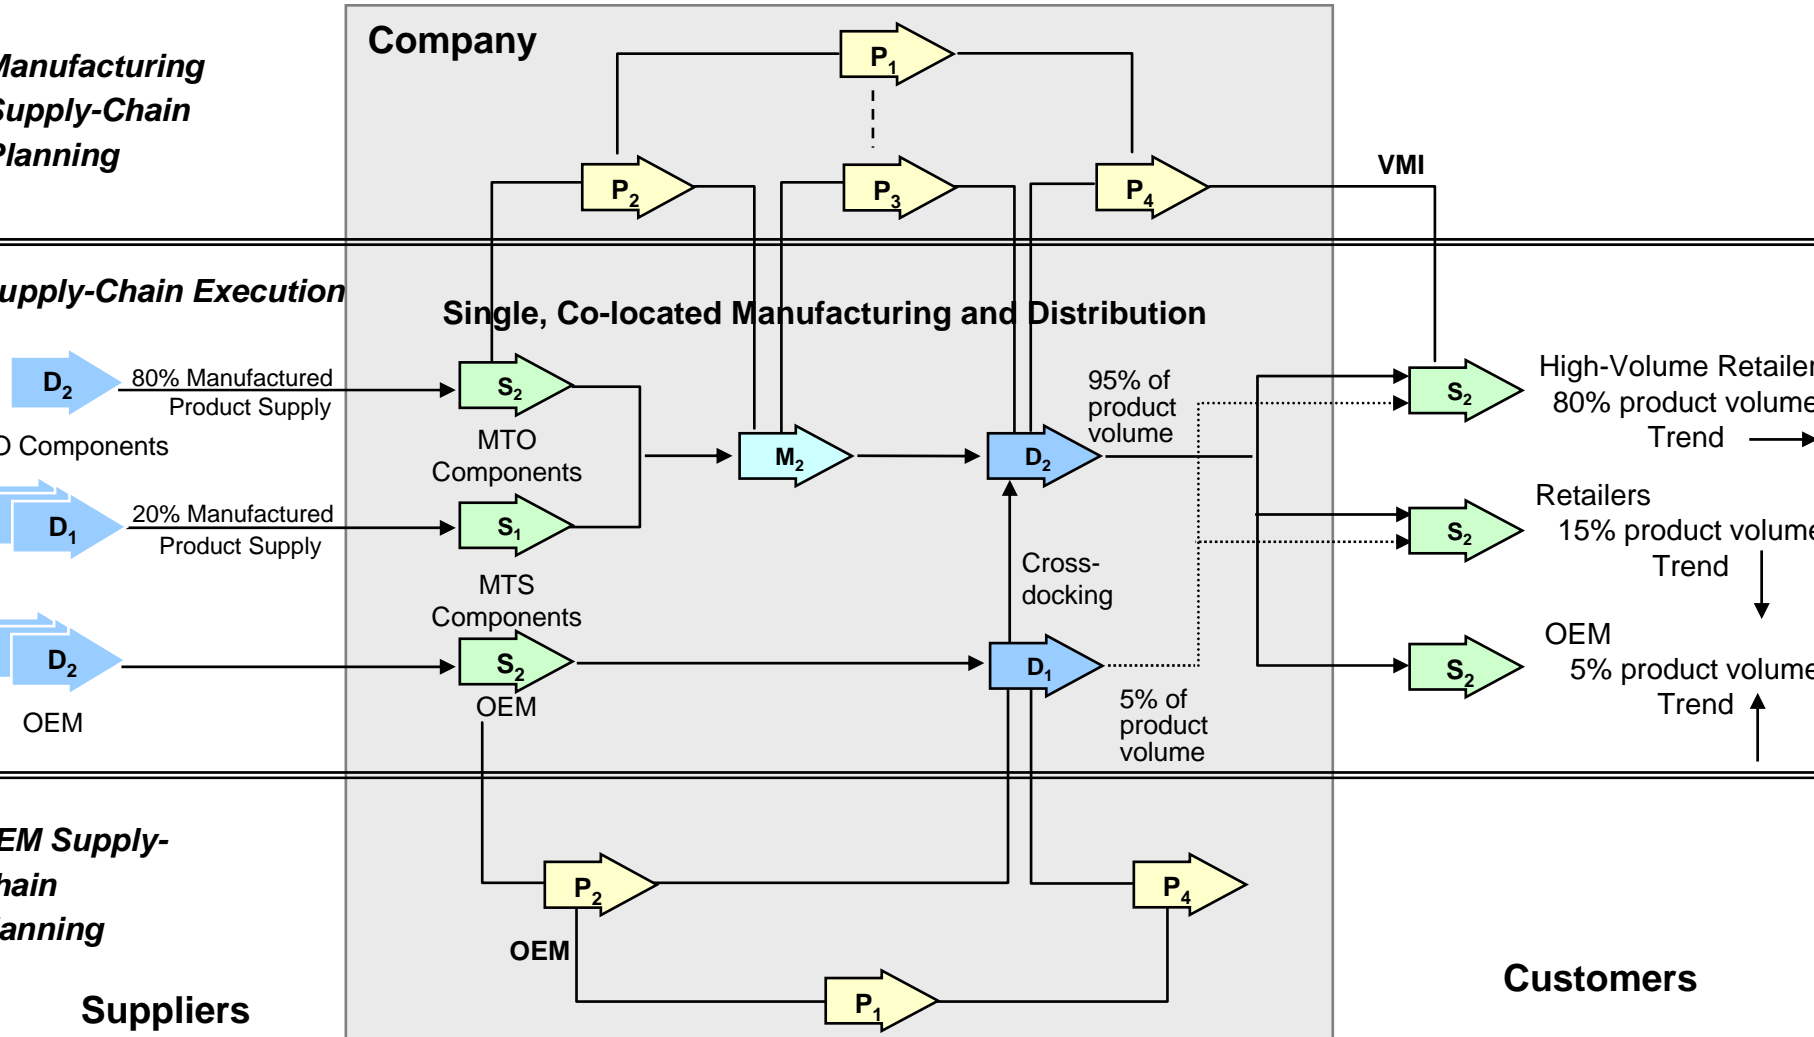 Company
Manufacturing
Supply-Chain
Planning
P1
P2
P3
P4
VMI
Supply-Chain Execution
Single, Co-located Manufacturing and Distribution
D2
80% Manufactured
Product Supply
O Components
S2
MTO
Components
D1
20% Manufactured
Product Supply
S1
MTS
Components
D2
OEM
S2
OEM
M2
D2
95% of
product
volume
Cross-
docking
D1
5% of
product
volume
S2
High-Volume Retailer
80% product volume
Trend
S2
Retailers
15% product volume
Trend
S2
OEM
5% product volume
Trend
EM Supply-
hain
lanning
P2
P4
OEM
P1
Suppliers
Customers